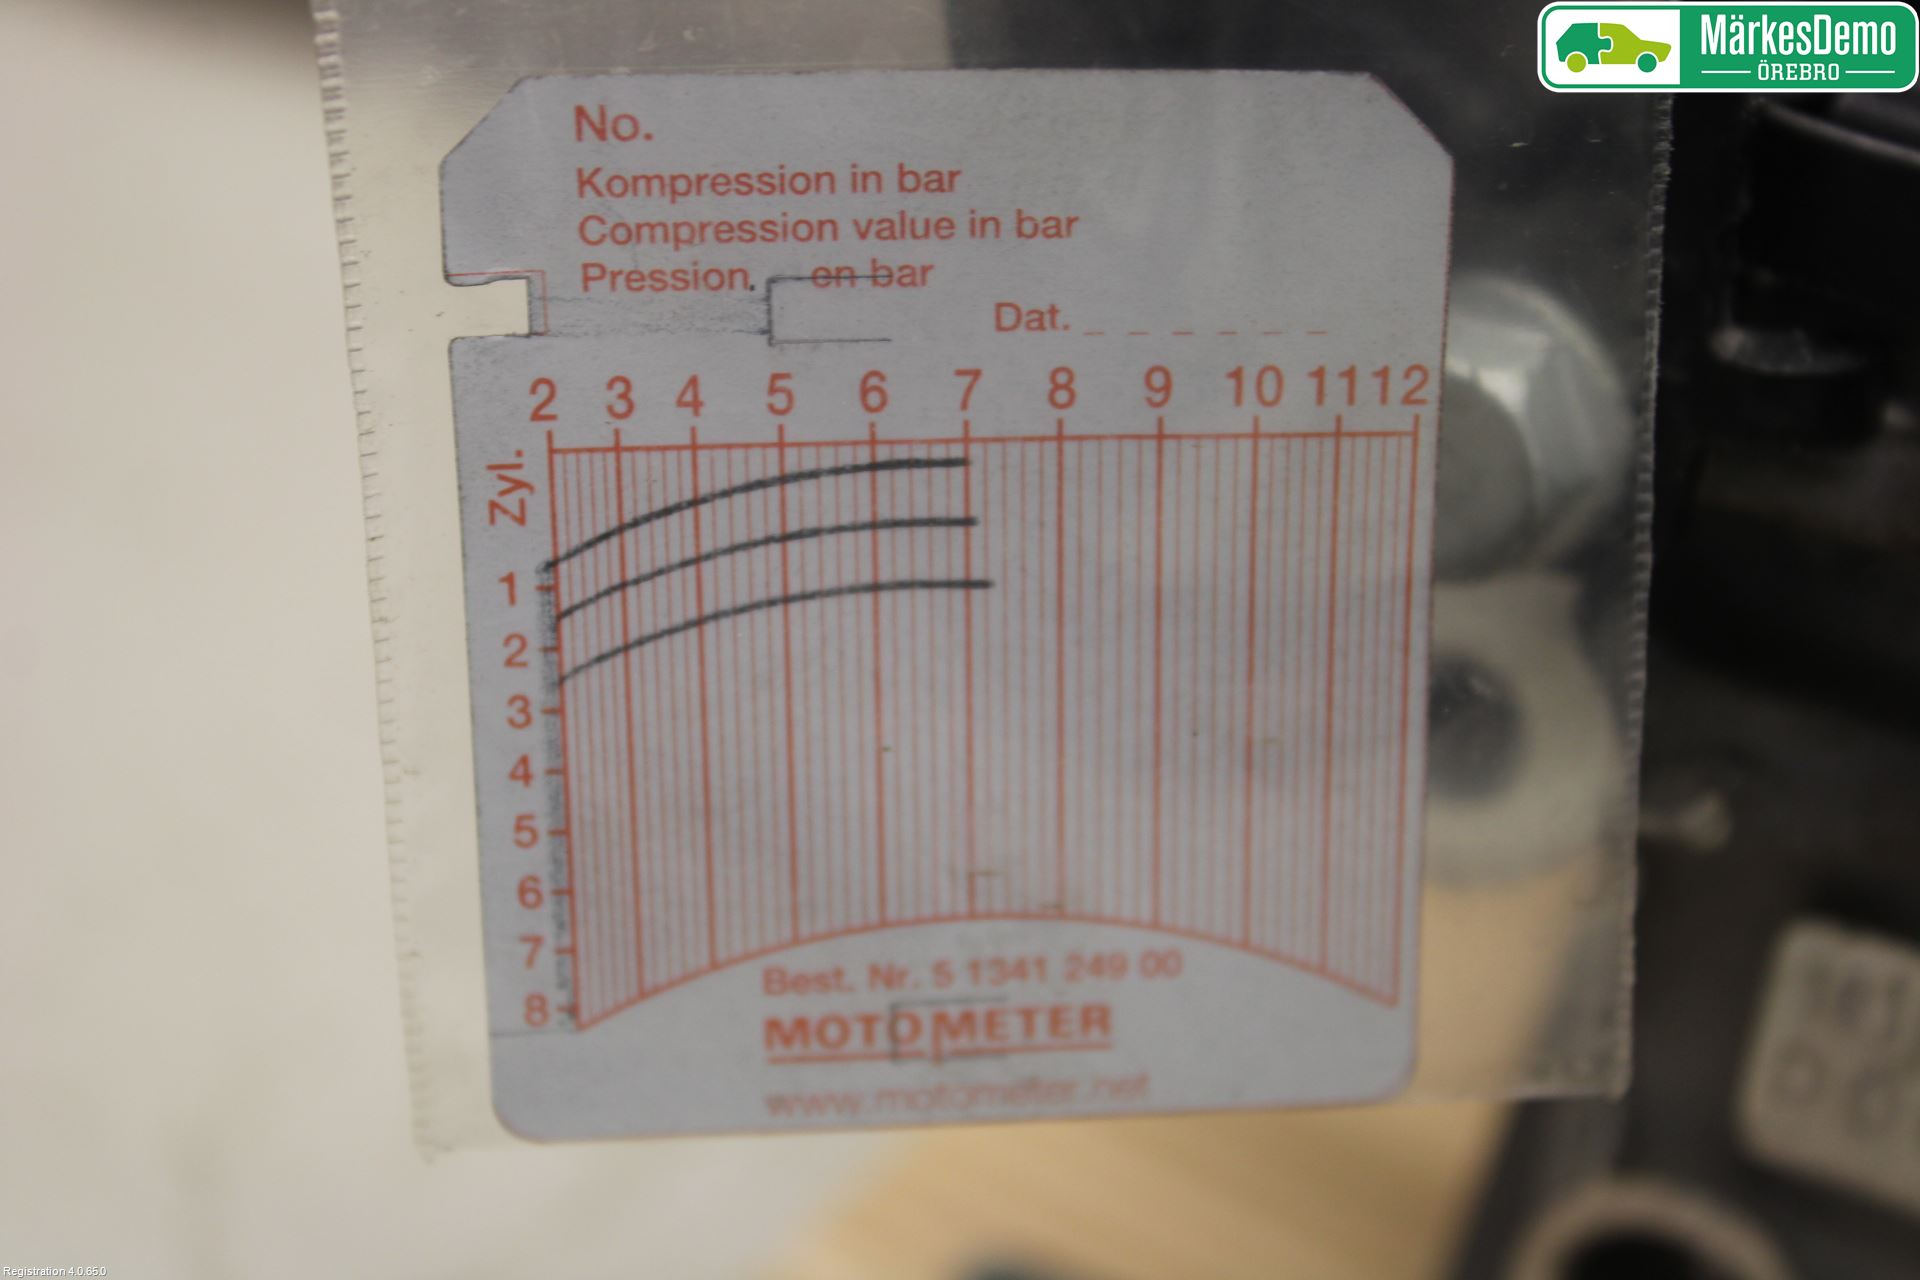 MärkesDemo
ÖREBRO
No.
Kompression in bar
Compression value in bar
Pression en bar
Dat. _ _ _ _ _ _
2 3 4 5 6 7 8 9 10 11 12
Zyl.
1
2
3
4
5
6
7
8
Best. Nr. 5 1341 249 00
MOTOMETER
www.motometer.net
Registration 4.0.65.0